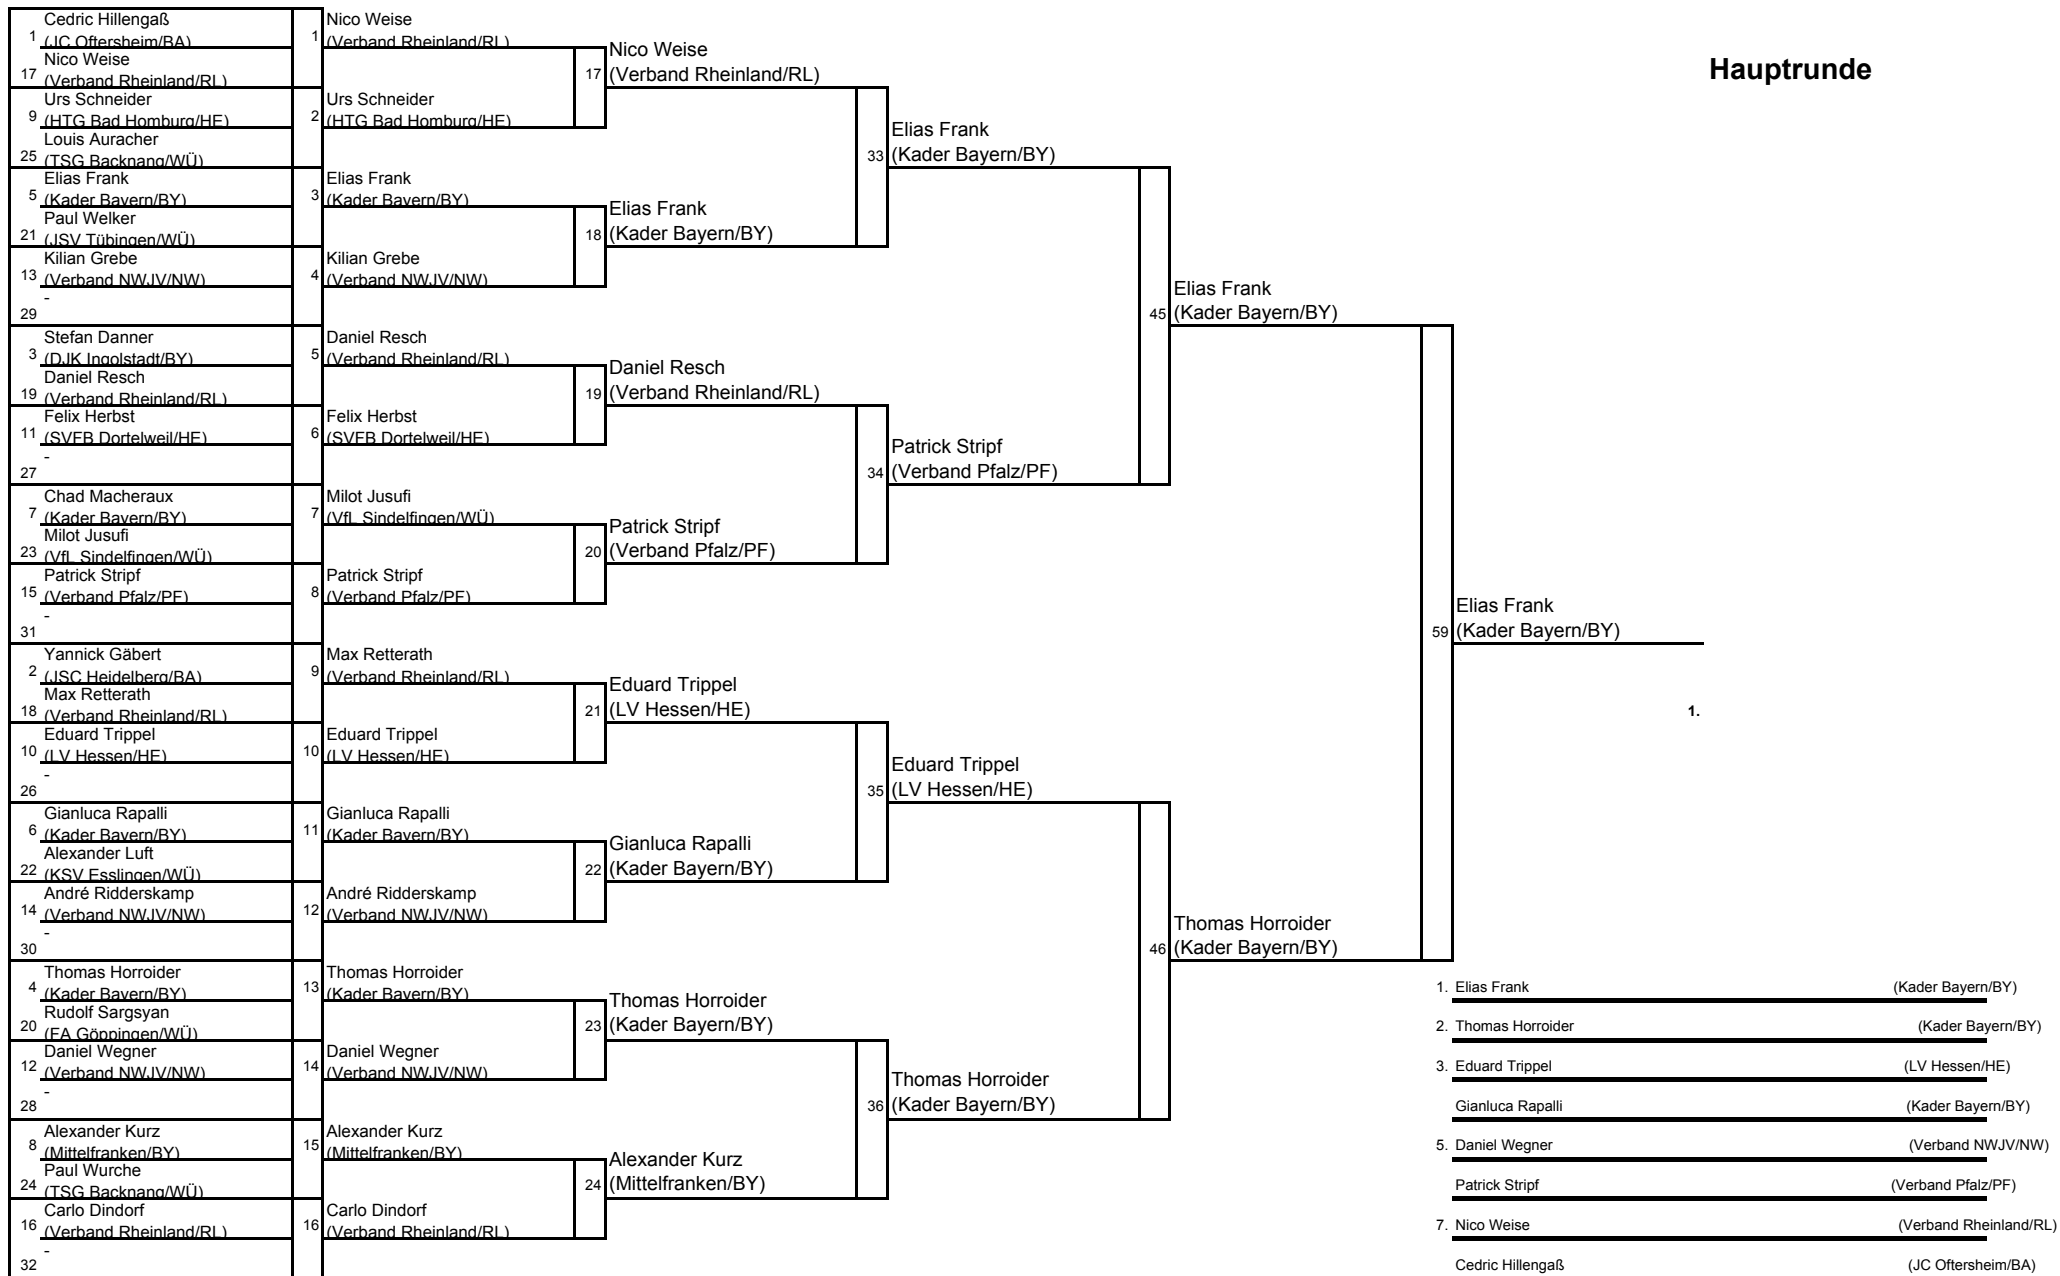 Hauptrunde
1 Cedric Hillengaß
(JC Oftersheim/BA)
17 Nico Weise
(Verband Rheinland/RL)
9 Urs Schneider
(HTG Bad Homburg/HE)
25 Louis Auracher
(TSG Backnang/WÜ)
5 Elias Frank
(Kader Bayern/BY)
21 Paul Welker
(JSV Tübingen/WÜ)
13 Kilian Grebe
(Verband NWJV/NW)
29 -
3 Stefan Danner
(DJK Ingolstadt/BY)
19 Daniel Resch
(Verband Rheinland/RL)
11 Felix Herbst
(SVFB Dortelweil/HE)
27 -
7 Chad Macheraux
(Kader Bayern/BY)
23 Milot Jusufi
(VfL Sindelfingen/WÜ)
15 Patrick Stripf
(Verband Pfalz/PF)
31 -
2 Yannick Gäbert
(JSC Heidelberg/BA)
18 Max Retterath
(Verband Rheinland/RL)
10 Eduard Trippel
(LV Hessen/HE)
26 -
6 Gianluca Rapalli
(Kader Bayern/BY)
22 Alexander Luft
(KSV Esslingen/WÜ)
14 André Ridderskamp
(Verband NWJV/NW)
30 -
4 Thomas Horroider
(Kader Bayern/BY)
20 Rudolf Sargsyan
(FA Göppingen/WÜ)
12 Daniel Wegner
(Verband NWJV/NW)
28 -
8 Alexander Kurz
(Mittelfranken/BY)
24 Paul Wurche
(TSG Backnang/WÜ)
16 Carlo Dindorf
(Verband Rheinland/RL)
32 -
1 Nico Weise
(Verband Rheinland/RL)
2 Urs Schneider
(HTG Bad Homburg/HE)
3 Elias Frank
(Kader Bayern/BY)
4 Kilian Grebe
(Verband NWJV/NW)
5 Daniel Resch
(Verband Rheinland/RL)
6 Felix Herbst
(SVFB Dortelweil/HE)
7 Milot Jusufi
(VfL Sindelfingen/WÜ)
8 Patrick Stripf
(Verband Pfalz/PF)
9 Max Retterath
(Verband Rheinland/RL)
10 Eduard Trippel
(LV Hessen/HE)
11 Gianluca Rapalli
(Kader Bayern/BY)
12 André Ridderskamp
(Verband NWJV/NW)
13 Thomas Horroider
(Kader Bayern/BY)
14 Daniel Wegner
(Verband NWJV/NW)
15 Alexander Kurz
(Mittelfranken/BY)
16 Carlo Dindorf
(Verband Rheinland/RL)
Nico Weise
17 (Verband Rheinland/RL)
Elias Frank
18 (Kader Bayern/BY)
Daniel Resch
19 (Verband Rheinland/RL)
Patrick Stripf
20 (Verband Pfalz/PF)
Eduard Trippel
21 (LV Hessen/HE)
Gianluca Rapalli
22 (Kader Bayern/BY)
Thomas Horroider
23 (Kader Bayern/BY)
Alexander Kurz
24 (Mittelfranken/BY)
Elias Frank
33 (Kader Bayern/BY)
Patrick Stripf
34 (Verband Pfalz/PF)
Eduard Trippel
35 (LV Hessen/HE)
Thomas Horroider
36 (Kader Bayern/BY)
Elias Frank
45 (Kader Bayern/BY)
Thomas Horroider
46 (Kader Bayern/BY)
Elias Frank
59 (Kader Bayern/BY)
1.
1. Elias Frank (Kader Bayern/BY)
2. Thomas Horroider (Kader Bayern/BY)
3. Eduard Trippel (LV Hessen/HE)
Gianluca Rapalli (Kader Bayern/BY)
5. Daniel Wegner (Verband NWJV/NW)
Patrick Stripf (Verband Pfalz/PF)
7. Nico Weise (Verband Rheinland/RL)
Cedric Hillengaß (JC Oftersheim/BA)